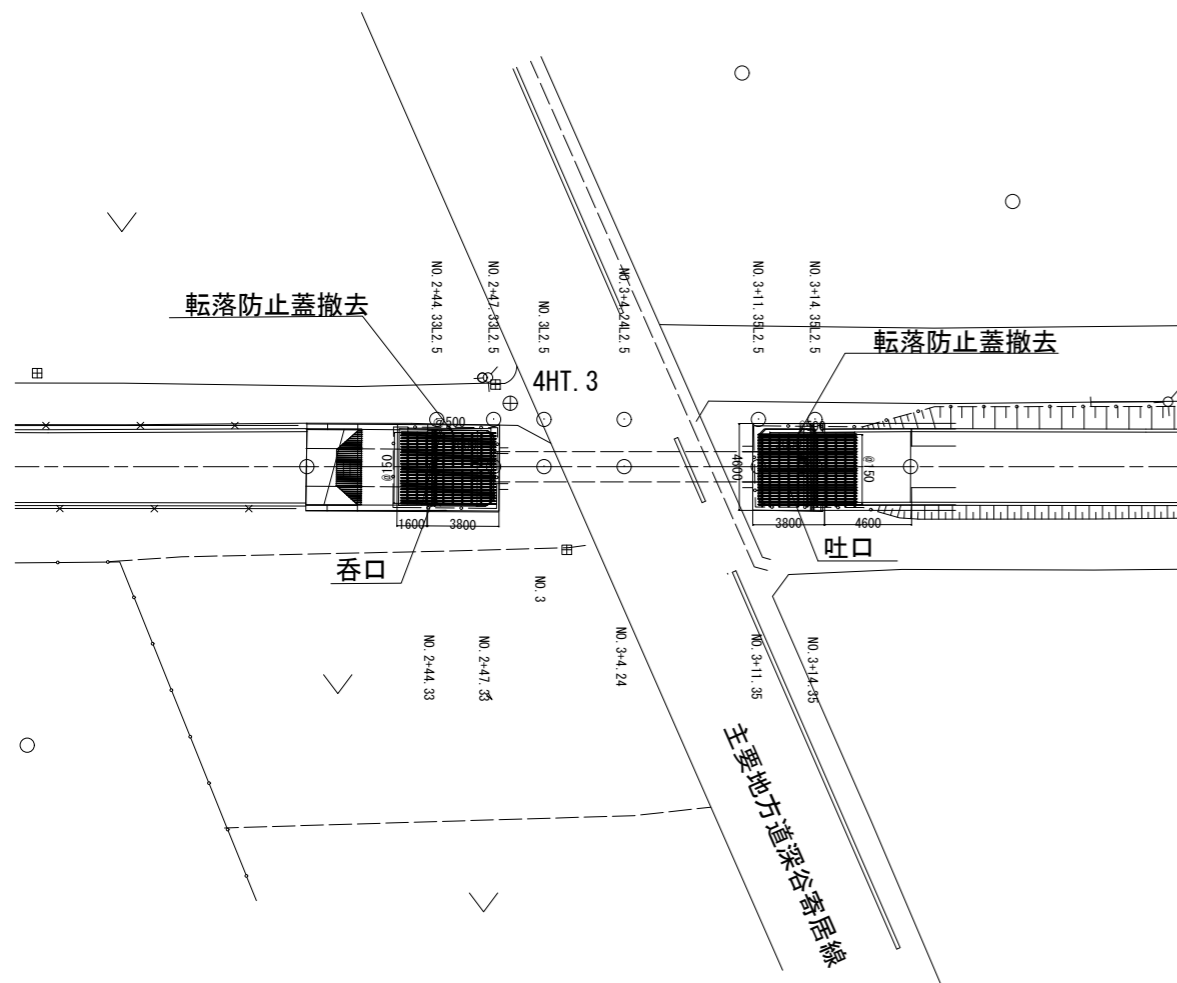 NO. 2+44.33L2.5
NO. 2+47.33L2.5
NO. 3L2.5
NO. 3+4.24L2.5
NO. 3+11.35L2.5
NO. 3+14.35L2.5
転落防止蓋撤去
転落防止蓋撤去
4HT. 3
@500
@150
1600
3800
呑口
4600
@500
@150
3800
4600
吐口
NO. 3
NO. 2+44.33
NO. 2+47.33
NO. 3+4.24
NO. 3+11.35
NO. 3+14.35
主要地方道深谷寄居線